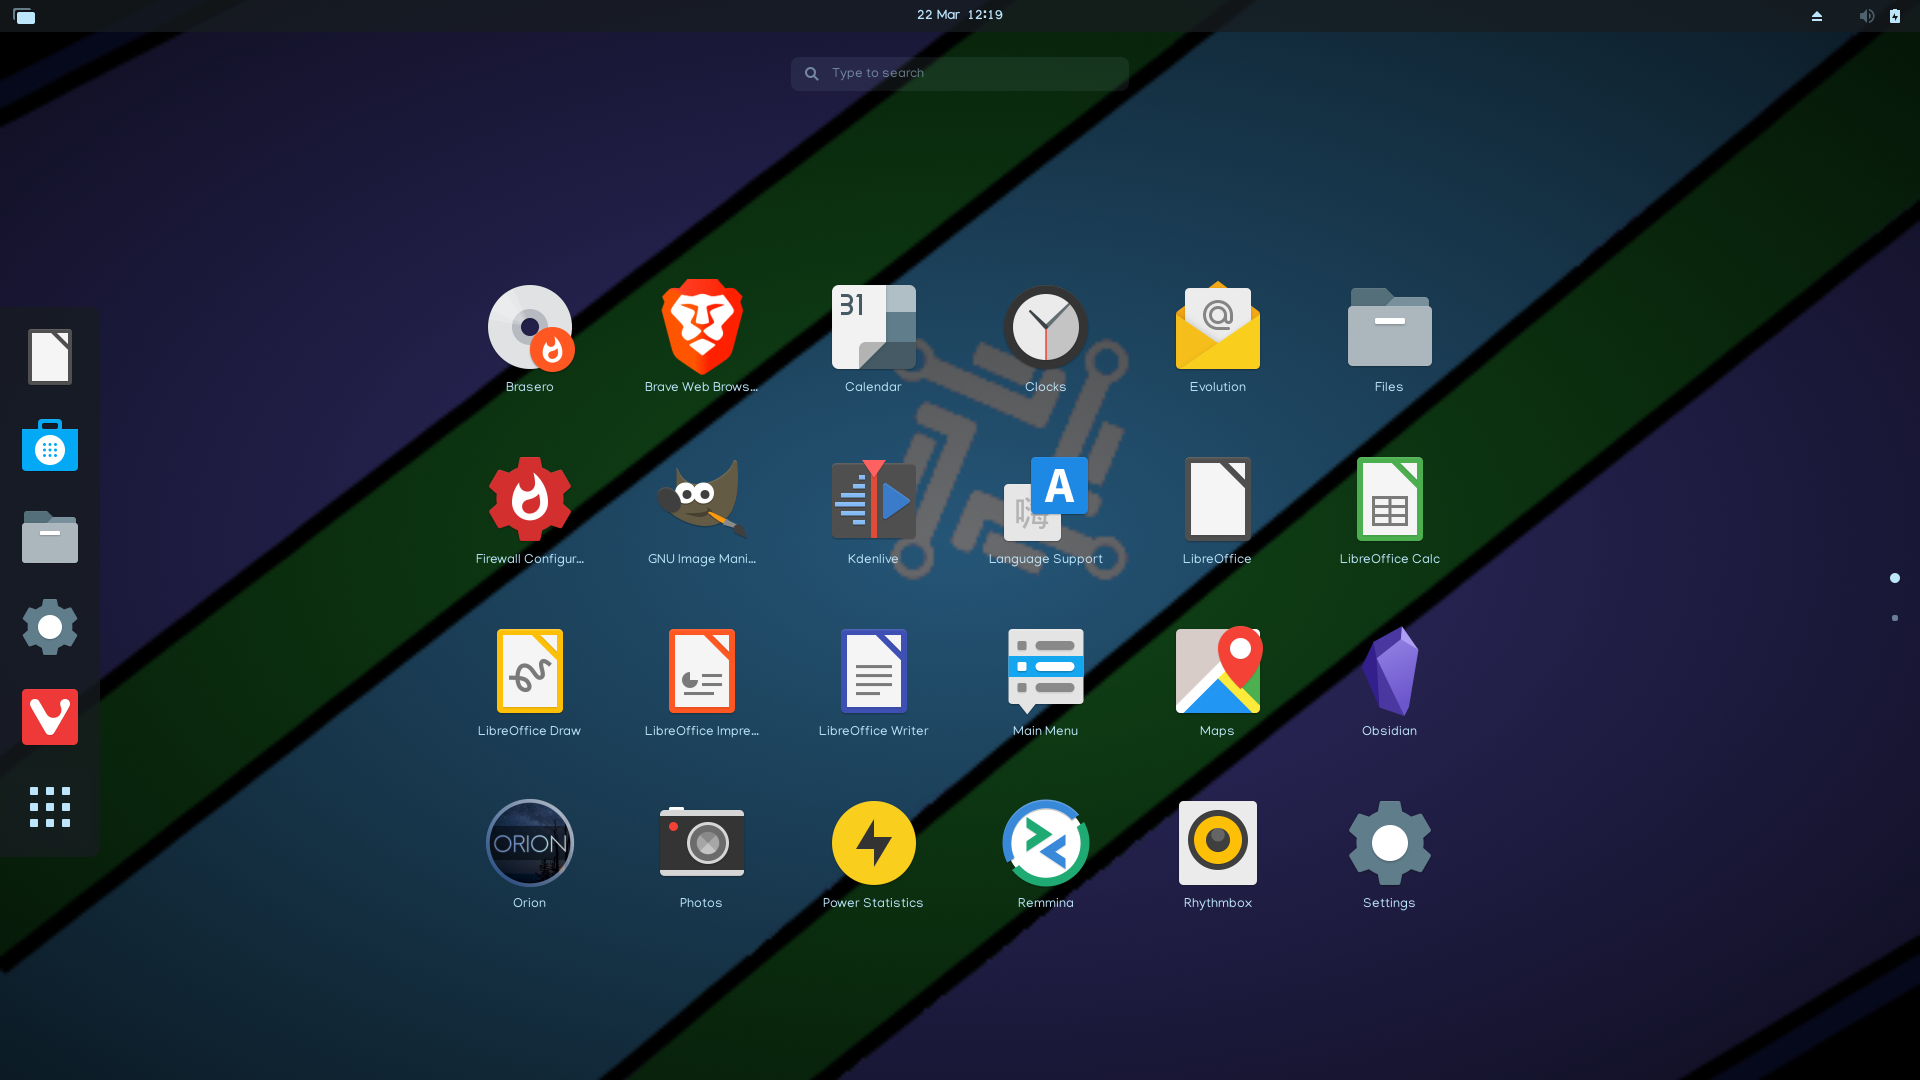 22 Mar 12:19
Type to search
31
@
Brasero
Brave Web Brows...
Calendar
Clocks
Evolution
Files
A
嗨
Firewall Configur...
GNU Image Mani...
Kdenlive
Language Support
LibreOffice
LibreOffice Calc
LibreOffice Draw
LibreOffice Impre...
LibreOffice Writer
Main Menu
Maps
Obsidian
ORION
Orion
Photos
Power Statistics
Remmina
Rhythmbox
Settings